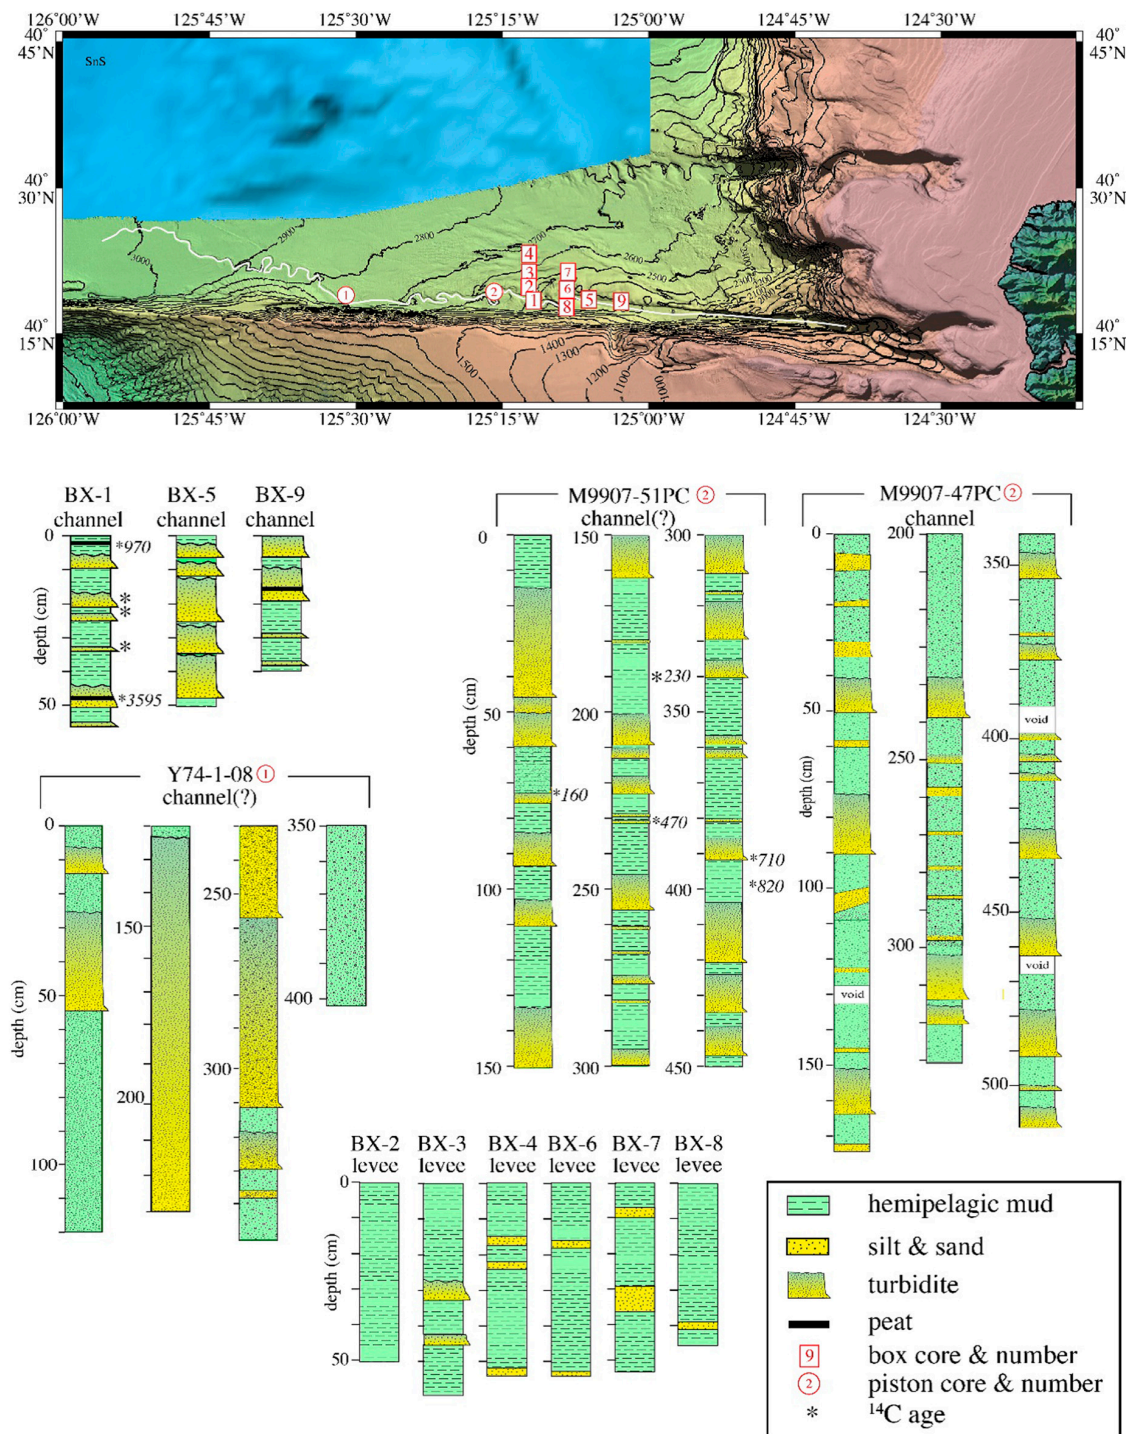 126°00'W 125°45'W 125°30'W 125°15'W 125°00'W 124°45'W 124°30'W
40° 45'N
40° 45'N
SnS
40° 30'N
40° 30'N
2900
2800
3000
2700
2600
2500
4
3
7
2
6
1
2
1
8
5
9
40° 15'N
40° 15'N
1500
1400
1300
1200
1100
1000
126°00'W 125°45'W 125°30'W 125°15'W 125°00'W 124°45'W 124°30'W
BX-1 channel
BX-5 channel
BX-9 channel
0
50
depth (cm)
*970
*
*
*
*3595
M9907-51PC 2
channel(?)
0
50
100
150
depth (cm)
*160
150
200
250
300
*230
*470
300
350
400
450
*710
*820
M9907-47PC 2
channel
0
50
100
150
depth (cm)
void
200
250
300
350
400
450
500
void
void
Y74-1-08 1
channel(?)
0
50
100
depth (cm)
150
200
250
300
350
400
BX-2 levee
BX-3 levee
BX-4 levee
BX-6 levee
BX-7 levee
BX-8 levee
0
50
depth (cm)
hemipelagic mud
silt & sand
turbidite
peat
9 box core & number
2 piston core & number
* 14C age